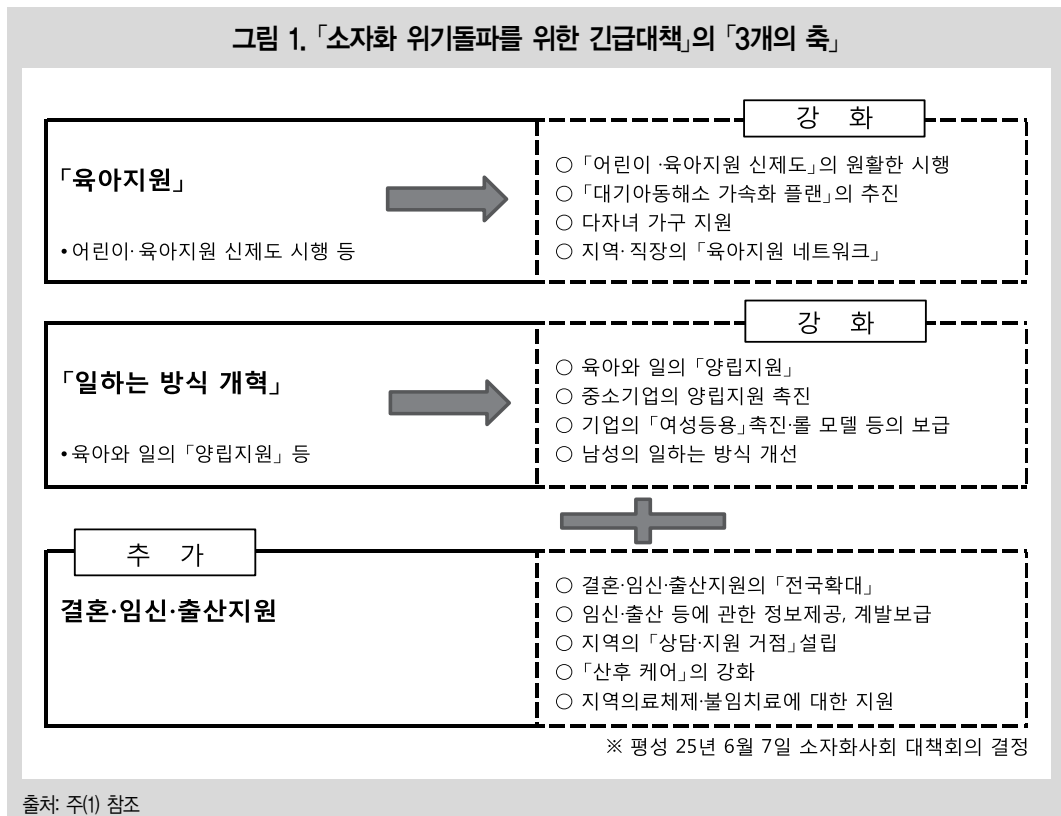 그림 1. 「소자화 위기돌파를 위한 긴급대책」의 「3개의 축」
「육아지원」
•어린이·육아지원 신제도 시행 등
강 화
○ 「어린이·육아지원 신제도」의 원활한 시행
○ 「대기아동해소 가속화 플랜」의 추진
○ 다자녀 가구 지원
○ 지역·직장의 「육아지원 네트워크」
「일하는 방식 개혁」
•육아와 일의 「양립지원」 등
강 화
○ 육아와 일의 「양립지원」
○ 중소기업의 양립지원 촉진
○ 기업의 「여성등용」촉진·롤 모델 등의 보급
○ 남성의 일하는 방식 개선
추 가
결혼·임신·출산지원
○ 결혼·임신·출산지원의 「전국확대」
○ 임신·출산 등에 관한 정보제공, 계발보급
○ 지역의 「상담·지원 거점」설립
○ 「산후 케어」의 강화
○ 지역의료체제·불임치료에 대한 지원
※ 평성 25년 6월 7일 소자화사회 대책회의 결정
출처: 주(1) 참조